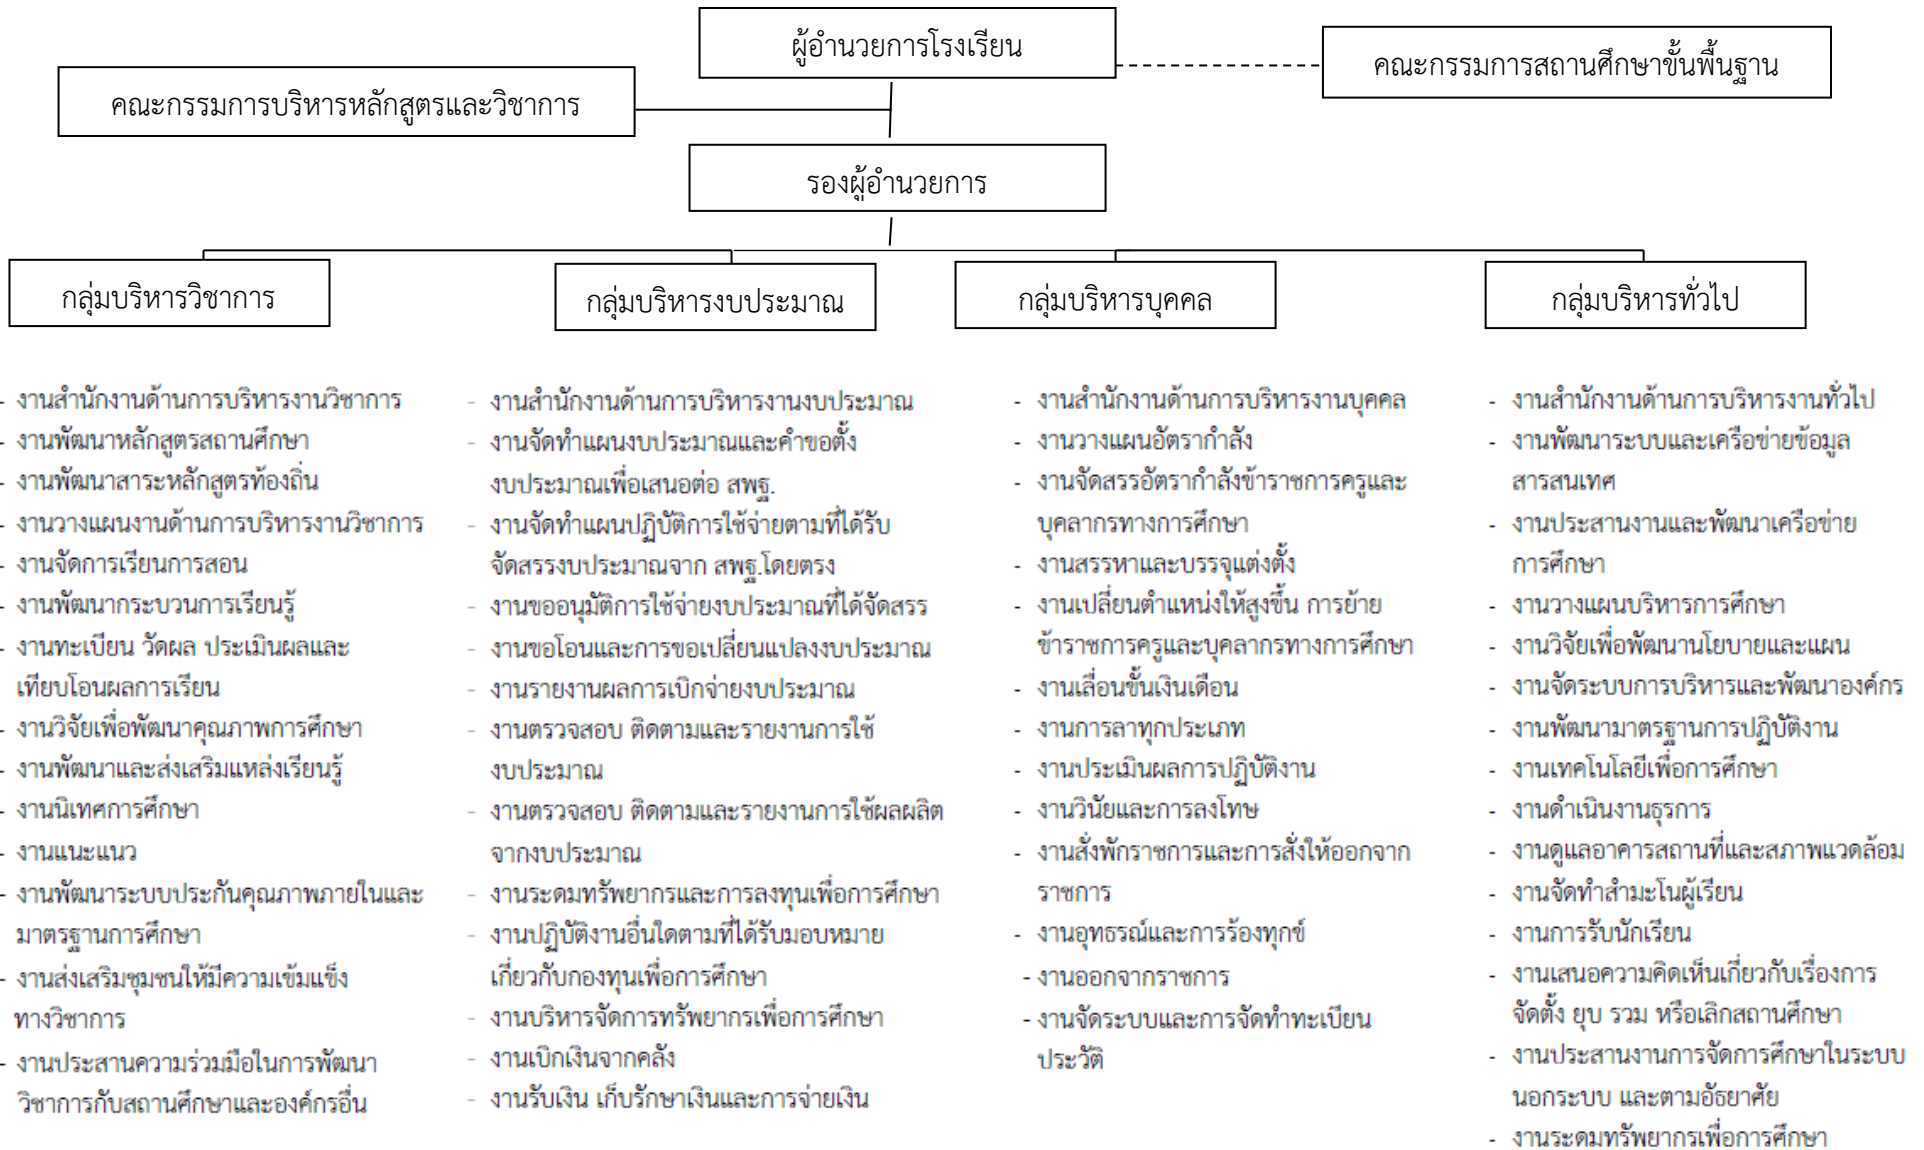 ผู้อำนวยการโรงเรียน
คณะกรรมการสถานศึกษาขั้นพื้นฐาน
คณะกรรมการบริหารหลักสูตรและวิชาการ
รองผู้อำนวยการ
กลุ่มบริหารวิชาการ
กลุ่มบริหารงบประมาณ
กลุ่มบริหารบุคคล
กลุ่มบริหารทั่วไป
- งานสำนักงานด้านการบริหารงานวิชาการ
- งานพัฒนาหลักสูตรสถานศึกษา
- งานพัฒนาสาระหลักสูตรท้องถิ่น
- งานวางแผนงานด้านการบริหารงานวิชาการ
- งานจัดการเรียนการสอน
- งานพัฒนากระบวนการเรียนรู้
- งานทะเบียน วัดผล ประเมินผลและ
เทียบโอนผลการเรียน
- งานวิจัยเพื่อพัฒนาคุณภาพการศึกษา
- งานพัฒนาและส่งเสริมแหล่งเรียนรู้
- งานนิเทศการศึกษา
- งานแนะแนว
- งานพัฒนาระบบประกันคุณภาพภายในและ
มาตรฐานการศึกษา
- งานส่งเสริมชุมชนให้มีความเข้มแข็ง
ทางวิชาการ
- งานประสานความร่วมมือในการพัฒนา
วิชาการกับสถานศึกษาและองค์กรอื่น
- งานสำนักงานด้านการบริหารงานงบประมาณ
- งานจัดทำแผนงบประมาณและคำขอตั้ง
งบประมาณเพื่อเสนอต่อ สพฐ.
- งานจัดทำแผนปฏิบัติการใช้จ่ายตามที่ได้รับ
จัดสรรงบประมาณจาก สพฐ.โดยตรง
- งานขออนุมัติการใช้จ่ายงบประมาณที่ได้จัดสรร
- งานขอโอนและการขอเปลี่ยนแปลงงบประมาณ
- งานรายงานผลการเบิกจ่ายงบประมาณ
- งานตรวจสอบ ติดตามและรายงานการใช้
งบประมาณ
- งานตรวจสอบ ติดตามและรายงานการใช้ผลผลิต
จากงบประมาณ
- งานระดมทรัพยากรและการลงทุนเพื่อการศึกษา
- งานปฏิบัติงานอื่นใดตามที่ได้รับมอบหมาย
เกี่ยวกับกองทุนเพื่อการศึกษา
- งานบริหารจัดการทรัพยากรเพื่อการศึกษา
- งานเบิกเงินจากคลัง
- งานรับเงิน เก็บรักษาเงินและการจ่ายเงิน
- งานสำนักงานด้านการบริหารงานบุคคล
- งานวางแผนอัตรากำลัง
- งานจัดสรรอัตรากำลังข้าราชการครูและ
บุคลากรทางการศึกษา
- งานสรรหาและบรรจุแต่งตั้ง
- งานเปลี่ยนตำแหน่งให้สูงขึ้น การย้าย
ข้าราชการครูและบุคลากรทางการศึกษา
- งานเลื่อนขั้นเงินเดือน
- งานการลาทุกประเภท
- งานประเมินผลการปฏิบัติงาน
- งานวินัยและการลงโทษ
- งานสั่งพักราชการและการสั่งให้ออกจาก
ราชการ
- งานอุทธรณ์และการร้องทุกข์
- งานออกจากราชการ
- งานจัดระบบและการจัดทำทะเบียน
ประวัติ
- งานสำนักงานด้านการบริหารงานทั่วไป
- งานพัฒนาระบบและเครือข่ายข้อมูล
สารสนเทศ
- งานประสานงานและพัฒนาเครือข่าย
การศึกษา
- งานวางแผนบริหารการศึกษา
- งานวิจัยเพื่อพัฒนานโยบายและแผน
- งานจัดระบบการบริหารและพัฒนาองค์กร
- งานพัฒนามาตรฐานการปฏิบัติงาน
- งานเทคโนโลยีเพื่อการศึกษา
- งานดำเนินงานธุรการ
- งานดูแลอาคารสถานที่และสภาพแวดล้อม
- งานจัดทำสำมะโนผู้เรียน
- งานการรับนักเรียน
- งานเสนอความคิดเห็นเกี่ยวกับเรื่องการ
จัดตั้ง ยุบ รวม หรือเลิกสถานศึกษา
- งานประสานงานการจัดการศึกษาในระบบ
นอกระบบ และตามอัธยาศัย
- งานระดมทรัพยากรเพื่อการศึกษา